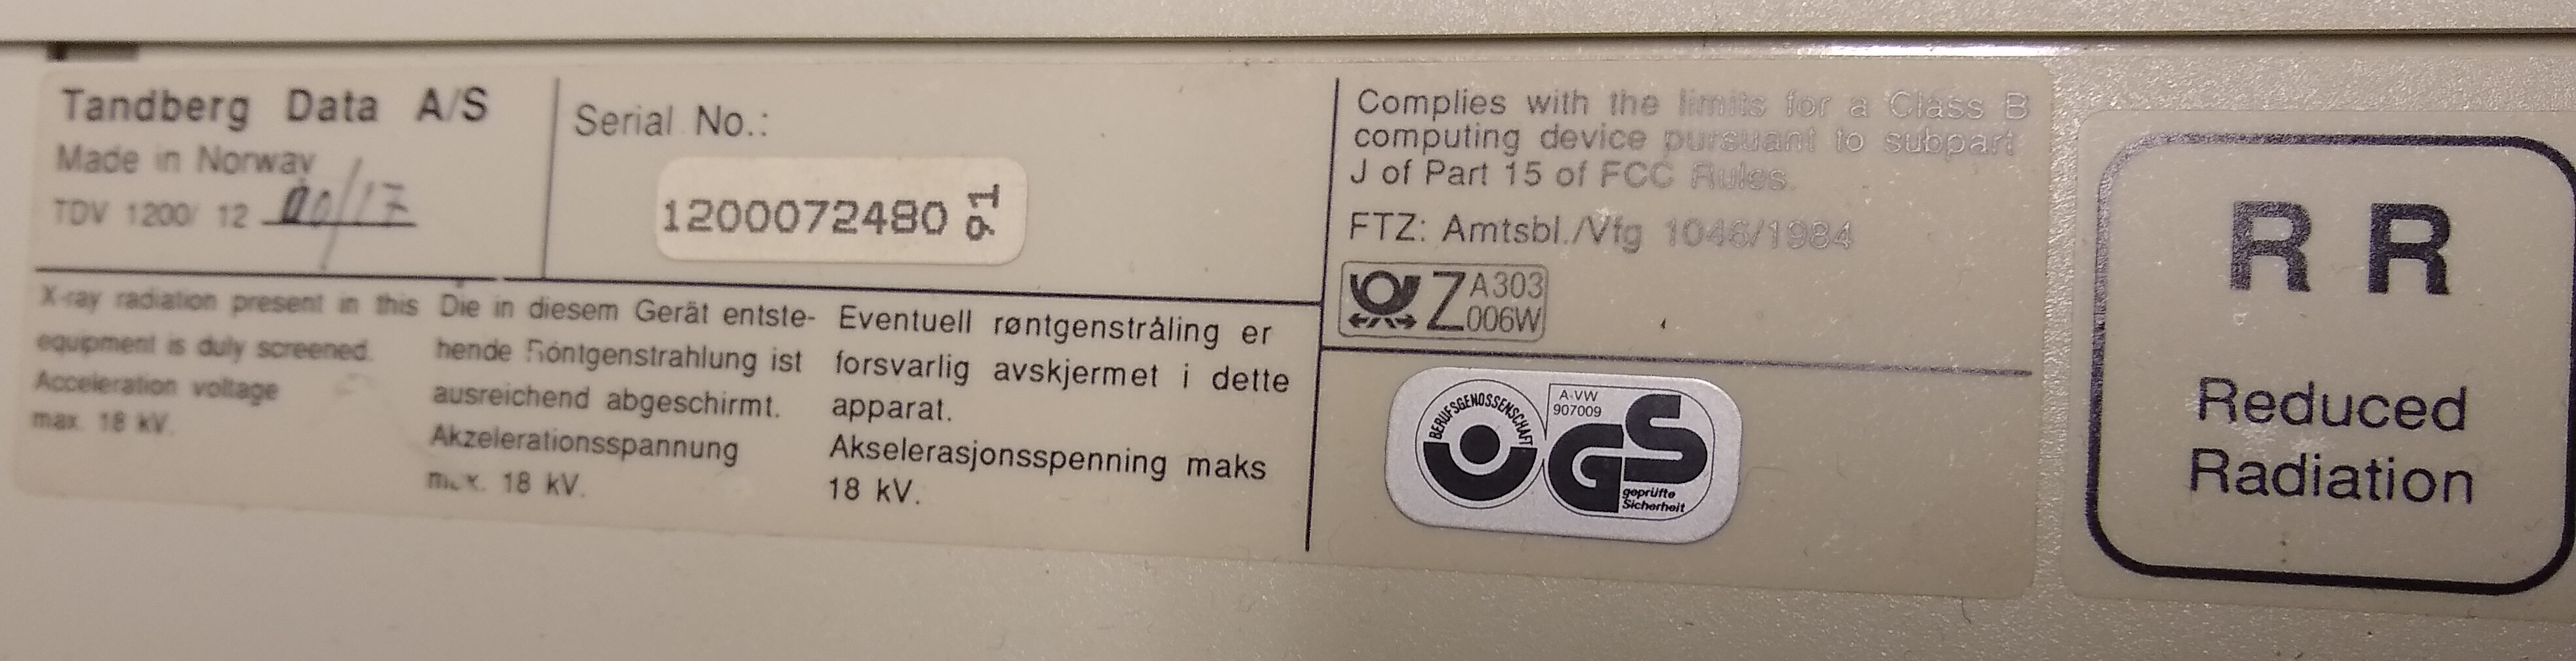 Tandberg Data A/S
Made in Norway
TDV 1200/ 12 00/17
Serial No.:
1200072480
P1
X-ray radiation present in this
equipment is duly screened.
Acceleration voltage
max. 18 kV.
Die in diesem Gerät entste-
hende Röntgenstrahlung ist
ausreichend abgeschirmt.
Akzelerationsspannung
max. 18 kV.
Eventuell røntgenstråling er
forsvarlig avskjermet i dette
apparat.
Akselerasjonsspenning maks
18 kV.
Complies with the limits for a Class B
computing device pursuant to subpart
J of Part 15 of FCC Rules.
FTZ: Amtsbl./Vfg 1046/1984
Z A303
006W
BERUFSGENOSSENSCHAFT
A-VW
907009
GS
geprüfte
Sicherheit
R R
Reduced
Radiation